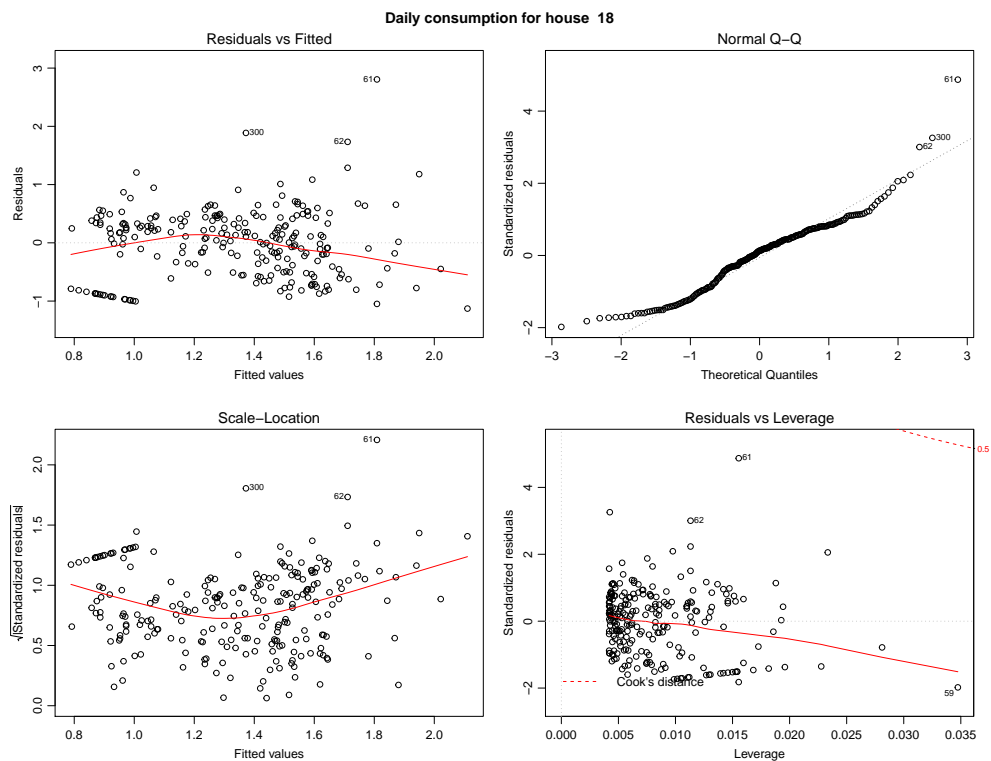 Daily consumption for house  18
Residuals vs Fitted
Residuals
3
2
1
0
−1
61
300
62
0.8 1.0 1.2 1.4 1.6 1.8 2.0
Fitted values
Normal Q−Q
Standardized residuals
4
2
0
−2
61
300
62
−3 −2 −1 0 1 2 3
Theoretical Quantiles
Scale−Location
√|Standardized residuals|
2.0
1.5
1.0
0.5
0.0
61
300
62
0.8 1.0 1.2 1.4 1.6 1.8 2.0
Fitted values
Residuals vs Leverage
Standardized residuals
4
2
0
−2
0.5
61
62
Cook's distance
59
0.000 0.005 0.010 0.015 0.020 0.025 0.030 0.035
Leverage